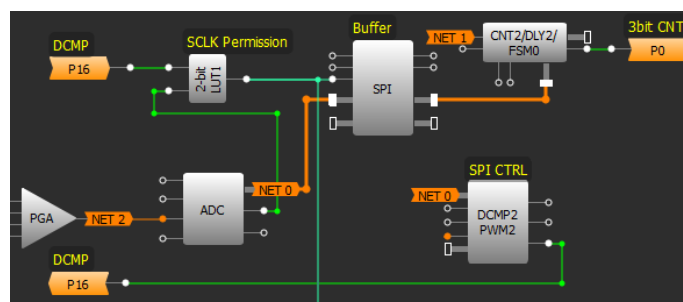 Buffer
NET 1
CNT2/DLY2/
FSM0
3bit CNT
P0
DCMP
P16
SCLK Permission
2-bit
LUT1
SPI
PGA
NET 2
ADC
NET 0
SPI CTRL
NET 0
DCMP2
PWM2
DCMP
P16